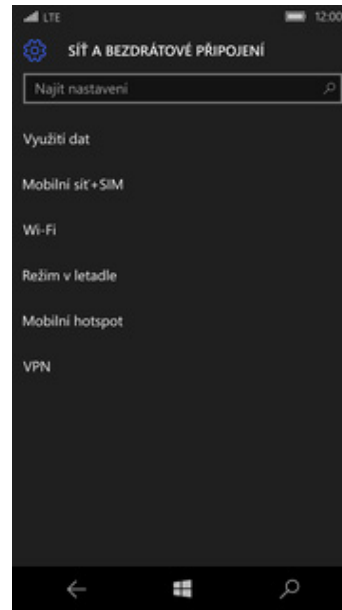 LTE 12:00
SÍŤ A BEZDRÁTOVÉ PŘIPOJENÍ
Najít nastavení
Využití dat
Mobilní síť+SIM
Wi-Fi
Režim v letadle
Mobilní hotspot
VPN